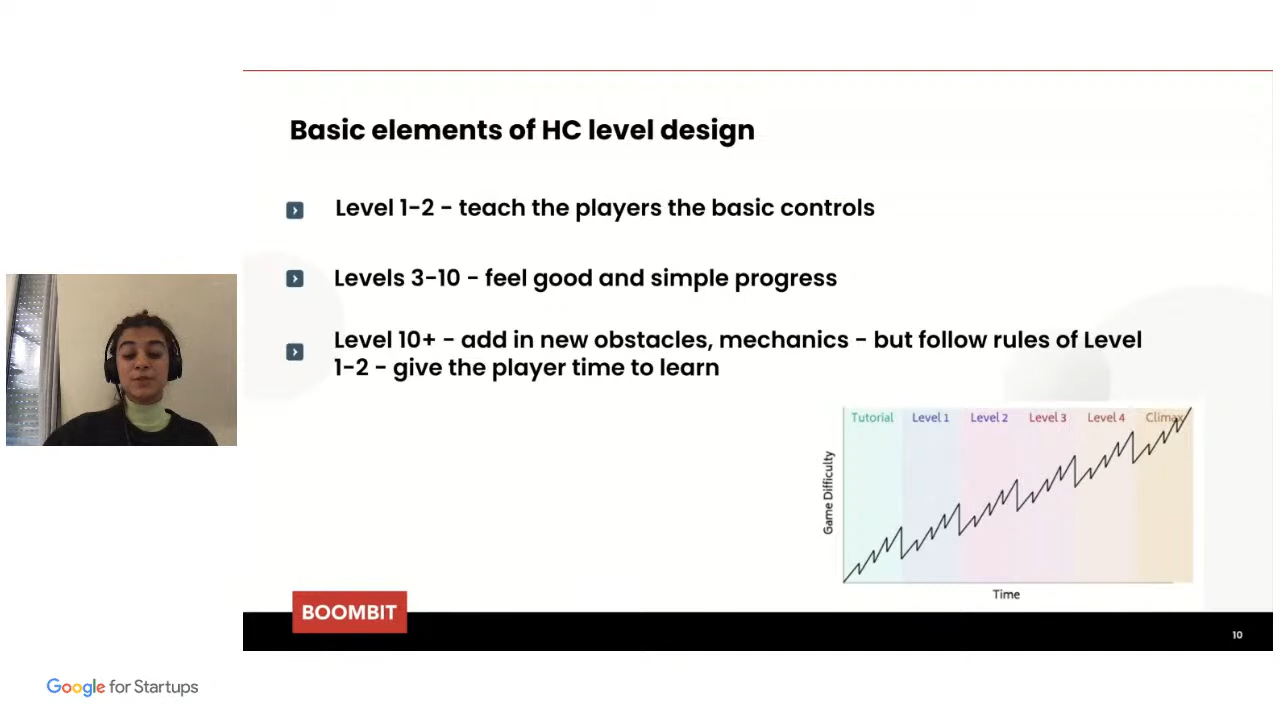 Basic elements of HC level design
Level 1-2 - teach the players the basic controls
Levels 3-10 - feel good and simple progress
Level 10+ - add in new obstacles, mechanics - but follow rules of Level
1-2 - give the player time to learn
Tutorial Level 1 Level 2 Level 3 Level 4 Climax
Game Difficulty
Time
BOOMBIT
10
Google for Startups